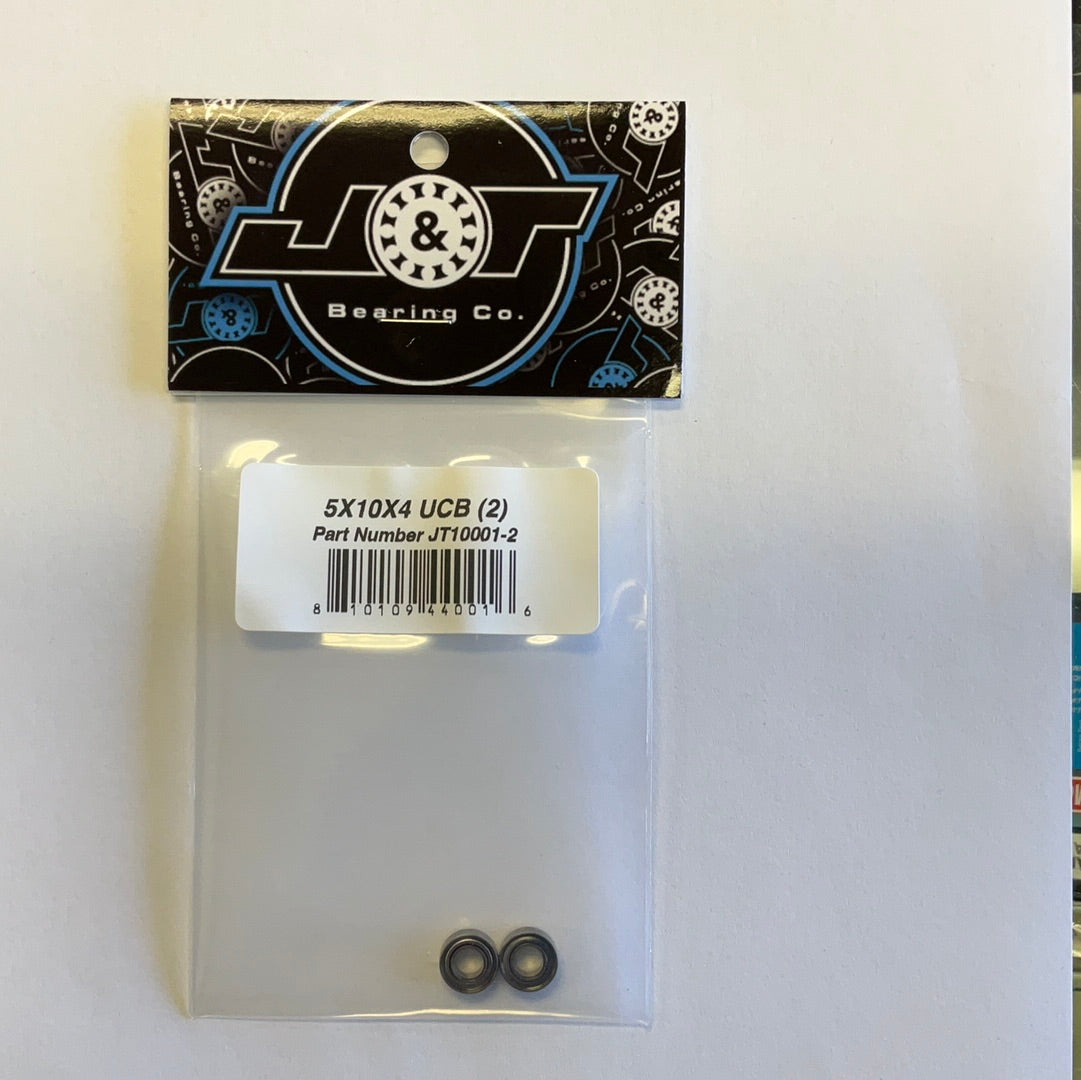 J&T
Bearing Co.
5X10X4 UCB (2)
Part Number JT10001-2
8 10109 44001 6